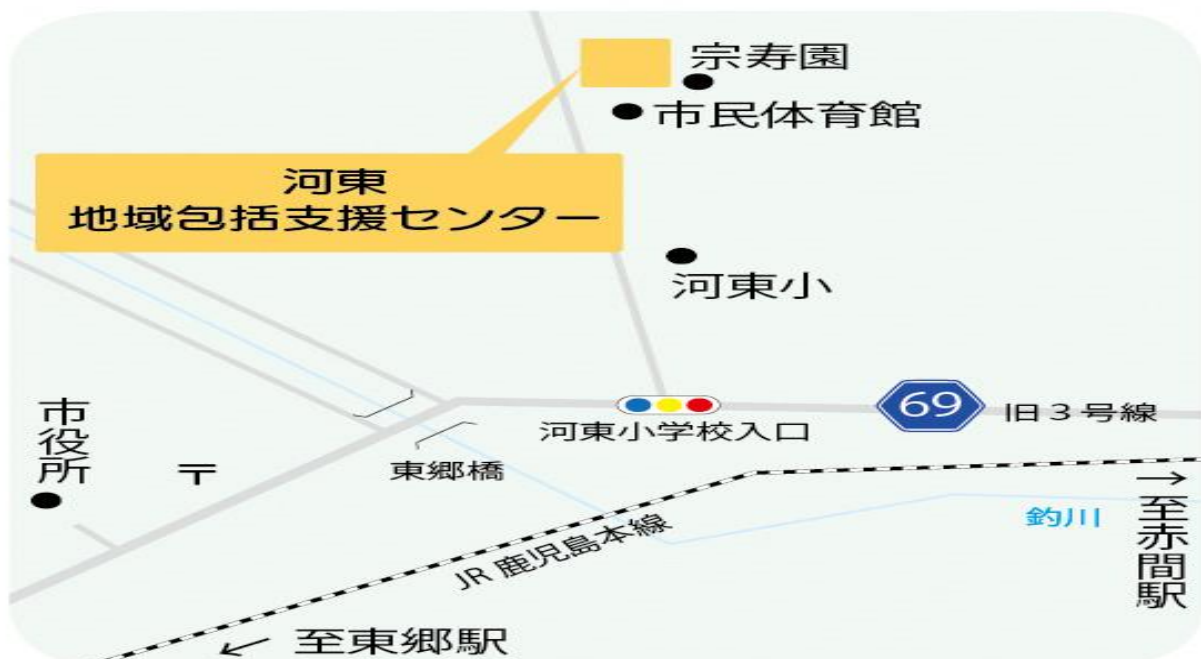 宗寿園
市民体育館
河東
地域包括支援センター
河東小
69
旧3号線
河東小学校入口
市役所
〒
東郷橋
JR 鹿児島本線
釣川
→
至赤間駅
← 至東郷駅